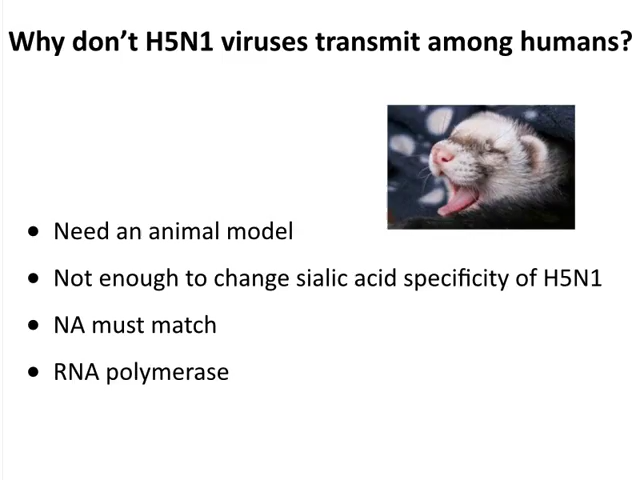 Why don’t H5N1 viruses transmit among humans?
• Need an animal model
• Not enough to change sialic acid specificity of H5N1
• NA must match
• RNA polymerase